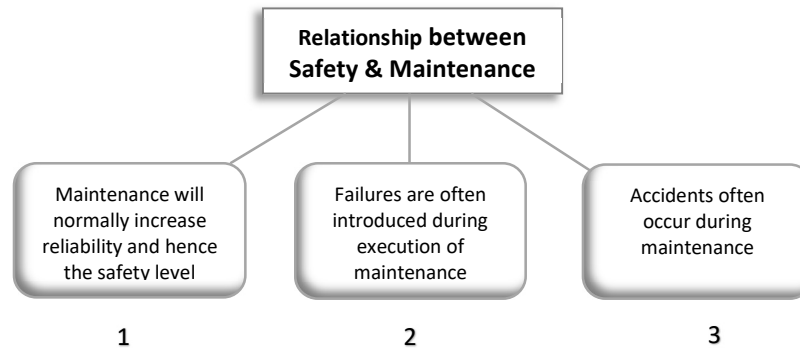 Relationship between
Safety & Maintenance
Maintenance will
normally increase
reliability and hence
the safety level
Failures are often
introduced during
execution of
maintenance
Accidents often
occur during
maintenance
1
2
3